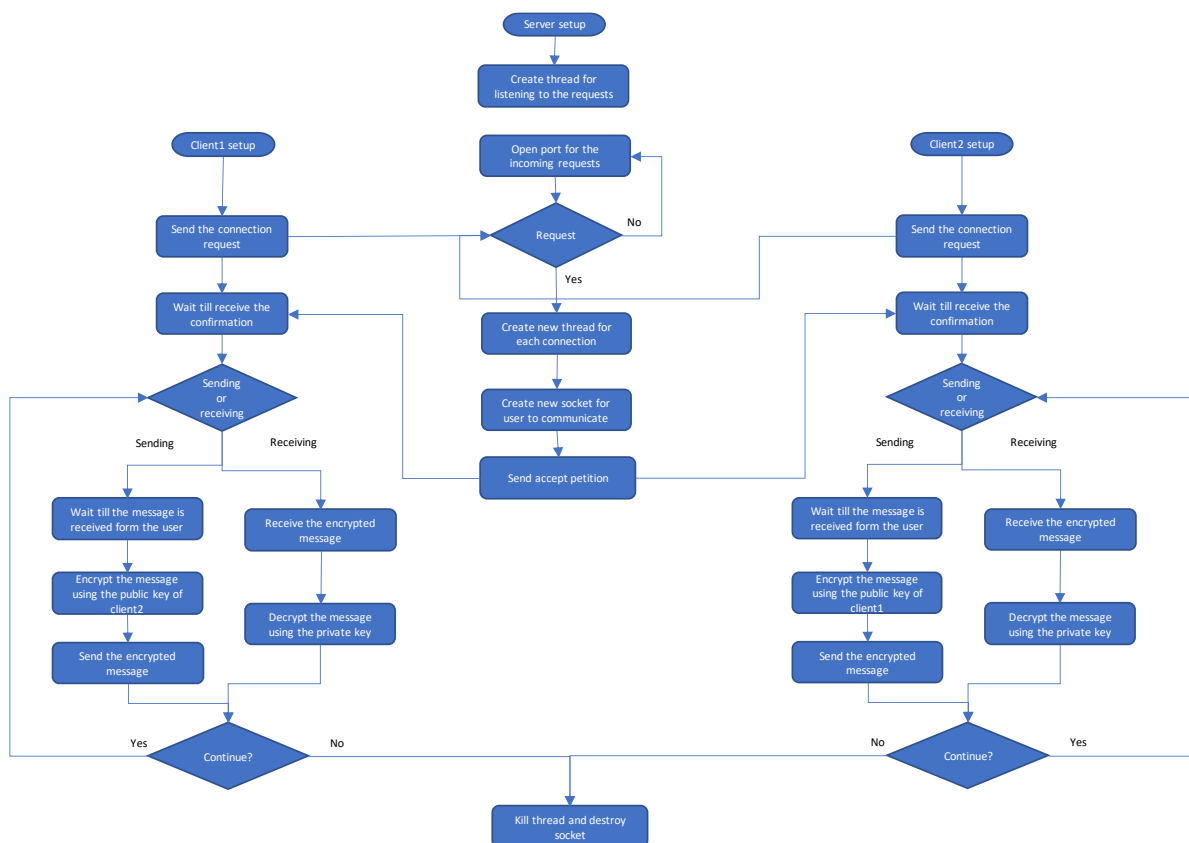 Server setup
Create thread for
listening to the requests
Client1 setup
Open port for the
incoming requests
Client2 setup
Send the connection
request
Request
No
Send the connection
request
Yes
Wait till receive the
confirmation
Create new thread for
each connection
Wait till receive the
confirmation
Sending
or
receiving
Create new socket for
user to communicate
Sending
or
receiving
Sending
Receiving
Send accept petition
Sending
Receiving
Wait till the message is
received form the user
Receive the encrypted
message
Wait till the message is
received form the user
Receive the encrypted
message
Encrypt the message
using the public key of
client2
Decrypt the message
using the private key
Encrypt the message
using the public key of
client1
Decrypt the message
using the private key
Send the encrypted
message
Send the encrypted
message
Yes
Continue?
No
No
Continue?
Yes
Kill thread and destroy
socket